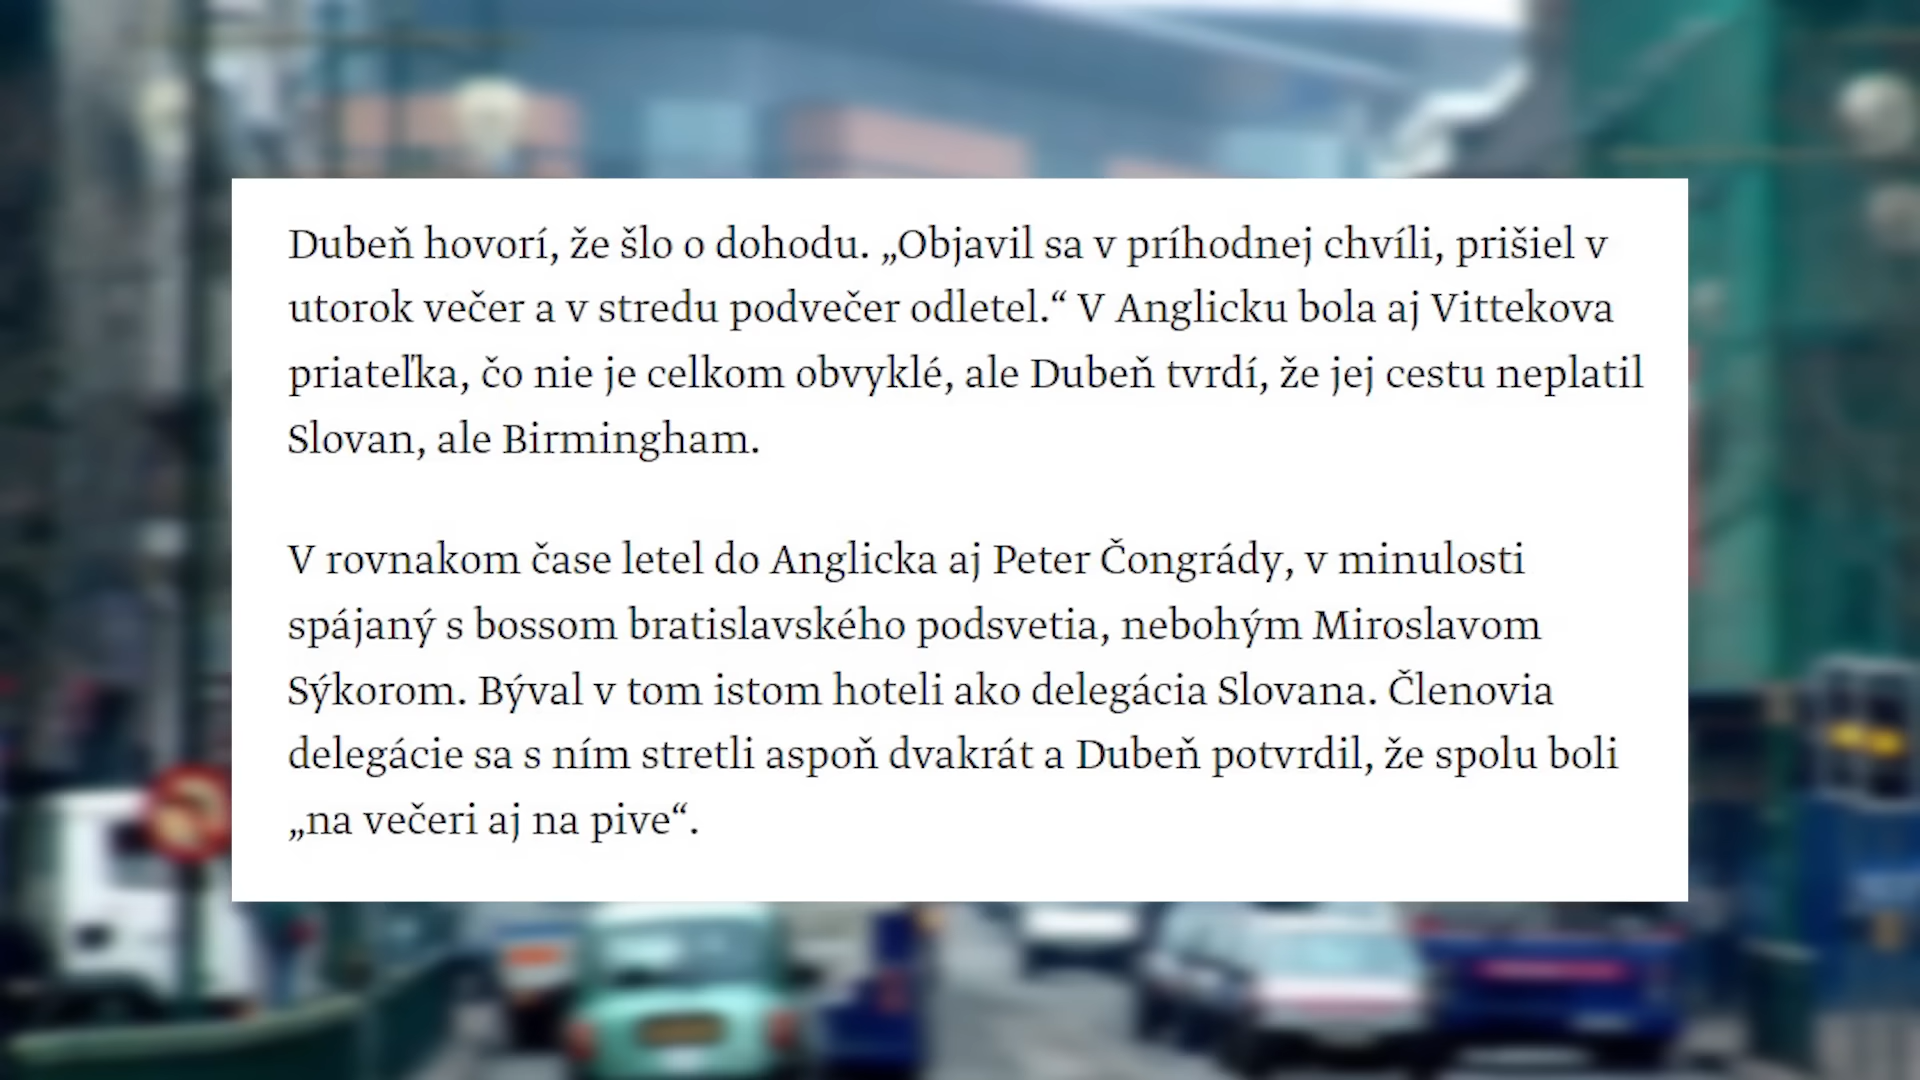 Dubeň hovorí, že šlo o dohodu. „Objavil sa v príhodnej chvíli, prišiel v
utorok večer a v stredu podvečer odletel.“ V Anglicku bola aj Vittekova
priateľka, čo nie je celkom obvyklé, ale Dubeň tvrdí, že jej cestu neplatil
Slovan, ale Birmingham.
V rovnakom čase letel do Anglicka aj Peter Čongrády, v minulosti
spájaný s bossom bratislavského podsvetia, nebohým Miroslavom
Sýkorom. Býval v tom istom hoteli ako delegácia Slovana. Členovia
delegácie sa s ním stretli aspoň dvakrát a Dubeň potvrdil, že spolu boli
„na večeri aj na pive“.